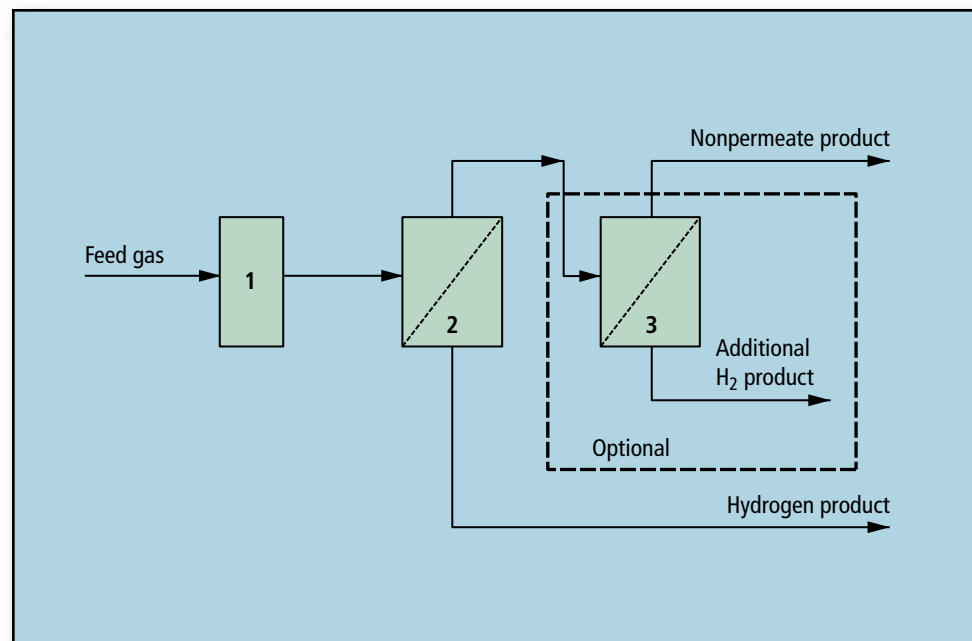 Nonpermeate product
Feed gas
1
2
3
Additional
H₂ product
Optional
Hydrogen product